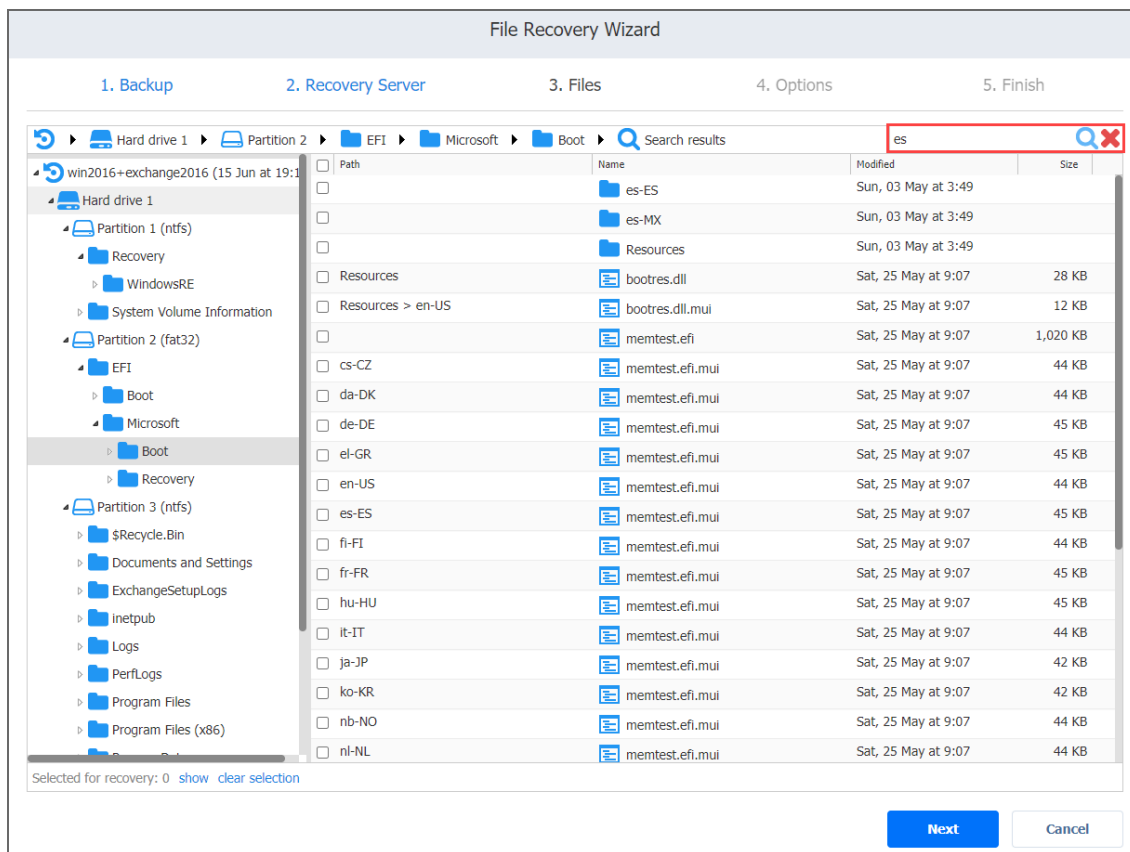 File Recovery Wizard
1. Backup 2. Recovery Server 3. Files 4. Options 5. Finish
Hard drive 1 Partition 2 EFI Microsoft Boot Search results es
win2016+exchange2016 (15 Jun at 19:1
Hard drive 1
Partition 1 (ntfs)
Recovery
WindowsRE
System Volume Information
Partition 2 (fat32)
EFI
Boot
Microsoft
Boot
Recovery
Partition 3 (ntfs)
$Recycle.Bin
Documents and Settings
ExchangeSetupLogs
inetpub
Logs
PerfLogs
Program Files
Program Files (x86)
Path Name Modified Size
es-ES Sun, 03 May at 3:49
es-MX Sun, 03 May at 3:49
Resources Sun, 03 May at 3:49
Resources bootres.dll Sat, 25 May at 9:07 28 KB
Resources > en-US bootres.dll.mui Sat, 25 May at 9:07 12 KB
memtest.efi Sat, 25 May at 9:07 1,020 KB
cs-CZ memtest.efi.mui Sat, 25 May at 9:07 44 KB
da-DK memtest.efi.mui Sat, 25 May at 9:07 44 KB
de-DE memtest.efi.mui Sat, 25 May at 9:07 45 KB
el-GR memtest.efi.mui Sat, 25 May at 9:07 45 KB
en-US memtest.efi.mui Sat, 25 May at 9:07 44 KB
es-ES memtest.efi.mui Sat, 25 May at 9:07 45 KB
fi-FI memtest.efi.mui Sat, 25 May at 9:07 44 KB
fr-FR memtest.efi.mui Sat, 25 May at 9:07 45 KB
hu-HU memtest.efi.mui Sat, 25 May at 9:07 45 KB
it-IT memtest.efi.mui Sat, 25 May at 9:07 44 KB
ja-JP memtest.efi.mui Sat, 25 May at 9:07 42 KB
ko-KR memtest.efi.mui Sat, 25 May at 9:07 42 KB
nb-NO memtest.efi.mui Sat, 25 May at 9:07 44 KB
nl-NL memtest.efi.mui Sat, 25 May at 9:07 44 KB
Selected for recovery: 0 show clear selection
Next Cancel